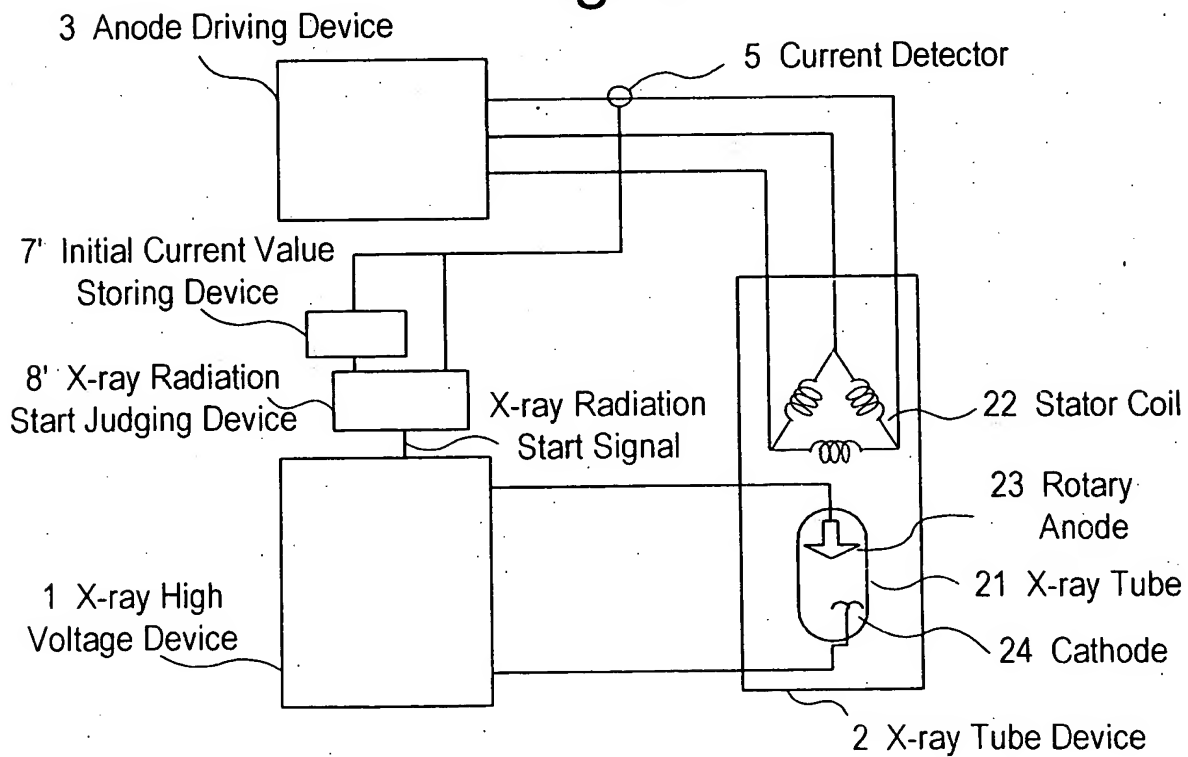 3 Anode Driving Device
5 Current Detector
7' Initial Current Value
Storing Device
8' X-ray Radiation
Start Judging Device
X-ray Radiation
Start Signal
22 Stator Coil
23 Rotary
Anode
21 X-ray Tube
1 X-ray High
Voltage Device
24 Cathode
2 X-ray Tube Device